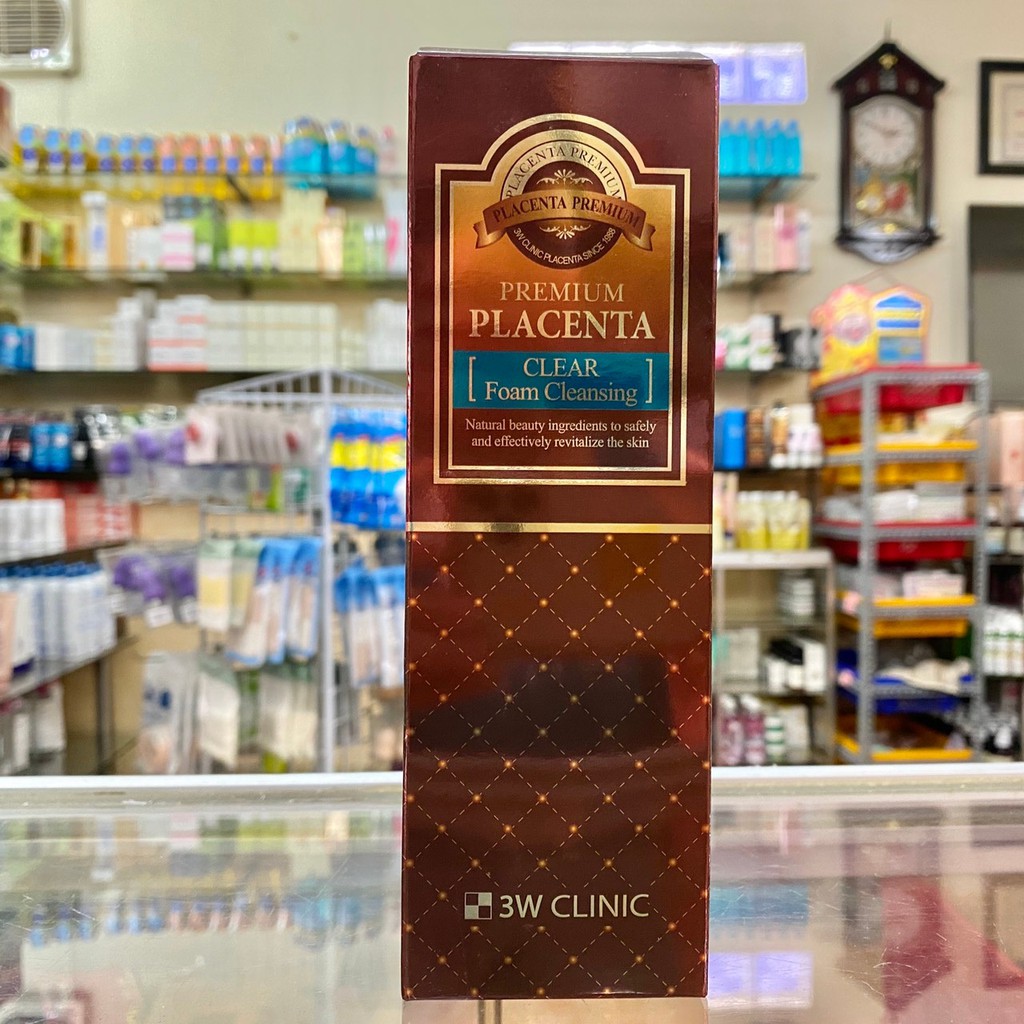 PLACENTA PREMIUM
PLACENTA PREMIUM
3W CLINIC PLACENTA SINCE 1998
PREMIUM
PLACENTA
[ CLEAR
Foam Cleansing ]
Natural beauty ingredients to safely
and effectively revitalize the skin
3W CLINIC